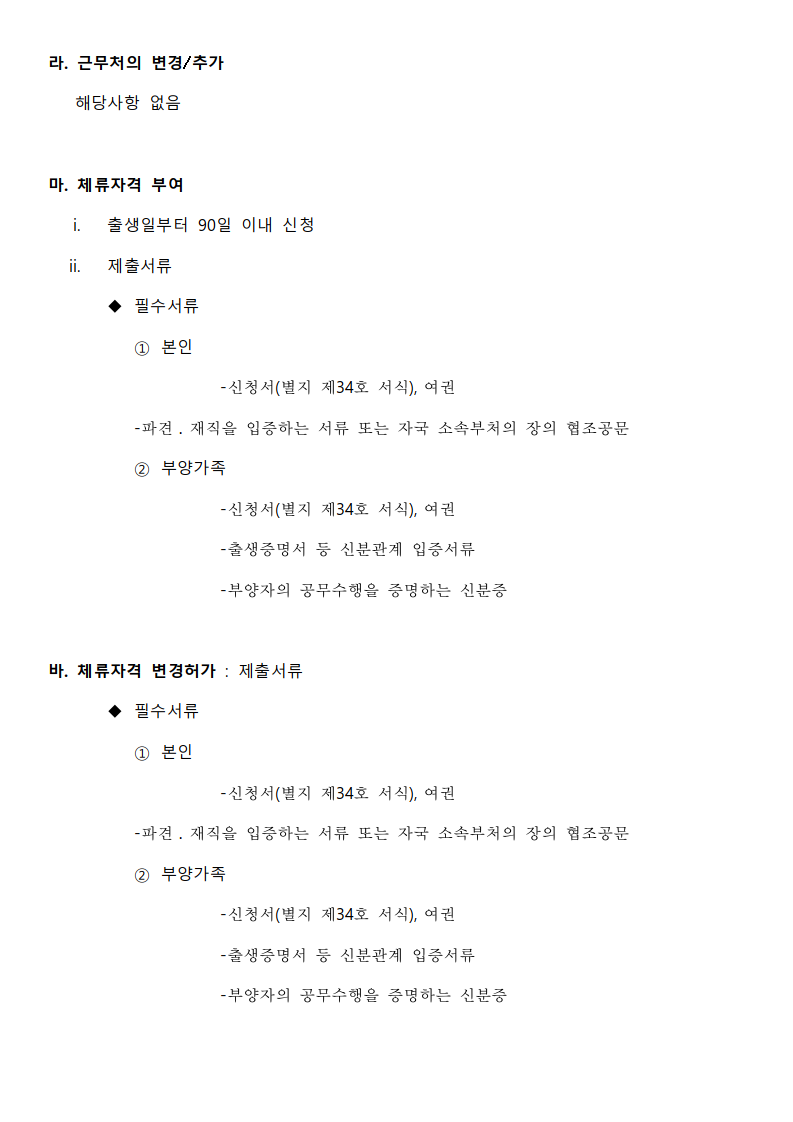 라. 근무처의 변경/추가
해당사항 없음
마. 체류자격 부여
i. 출생일부터 90일 이내 신청
ii. 제출서류
◆ 필수서류
① 본인
-신청서(별지 제34호 서식), 여권
-파견 . 재직을 입증하는 서류 또는 자국 소속부처의 장의 협조공문
② 부양가족
-신청서(별지 제34호 서식), 여권
-출생증명서 등 신분관계 입증서류
-부양자의 공무수행을 증명하는 신분증
바. 체류자격 변경허가 : 제출서류
◆ 필수서류
① 본인
-신청서(별지 제34호 서식), 여권
-파견 . 재직을 입증하는 서류 또는 자국 소속부처의 장의 협조공문
② 부양가족
-신청서(별지 제34호 서식), 여권
-출생증명서 등 신분관계 입증서류
-부양자의 공무수행을 증명하는 신분증